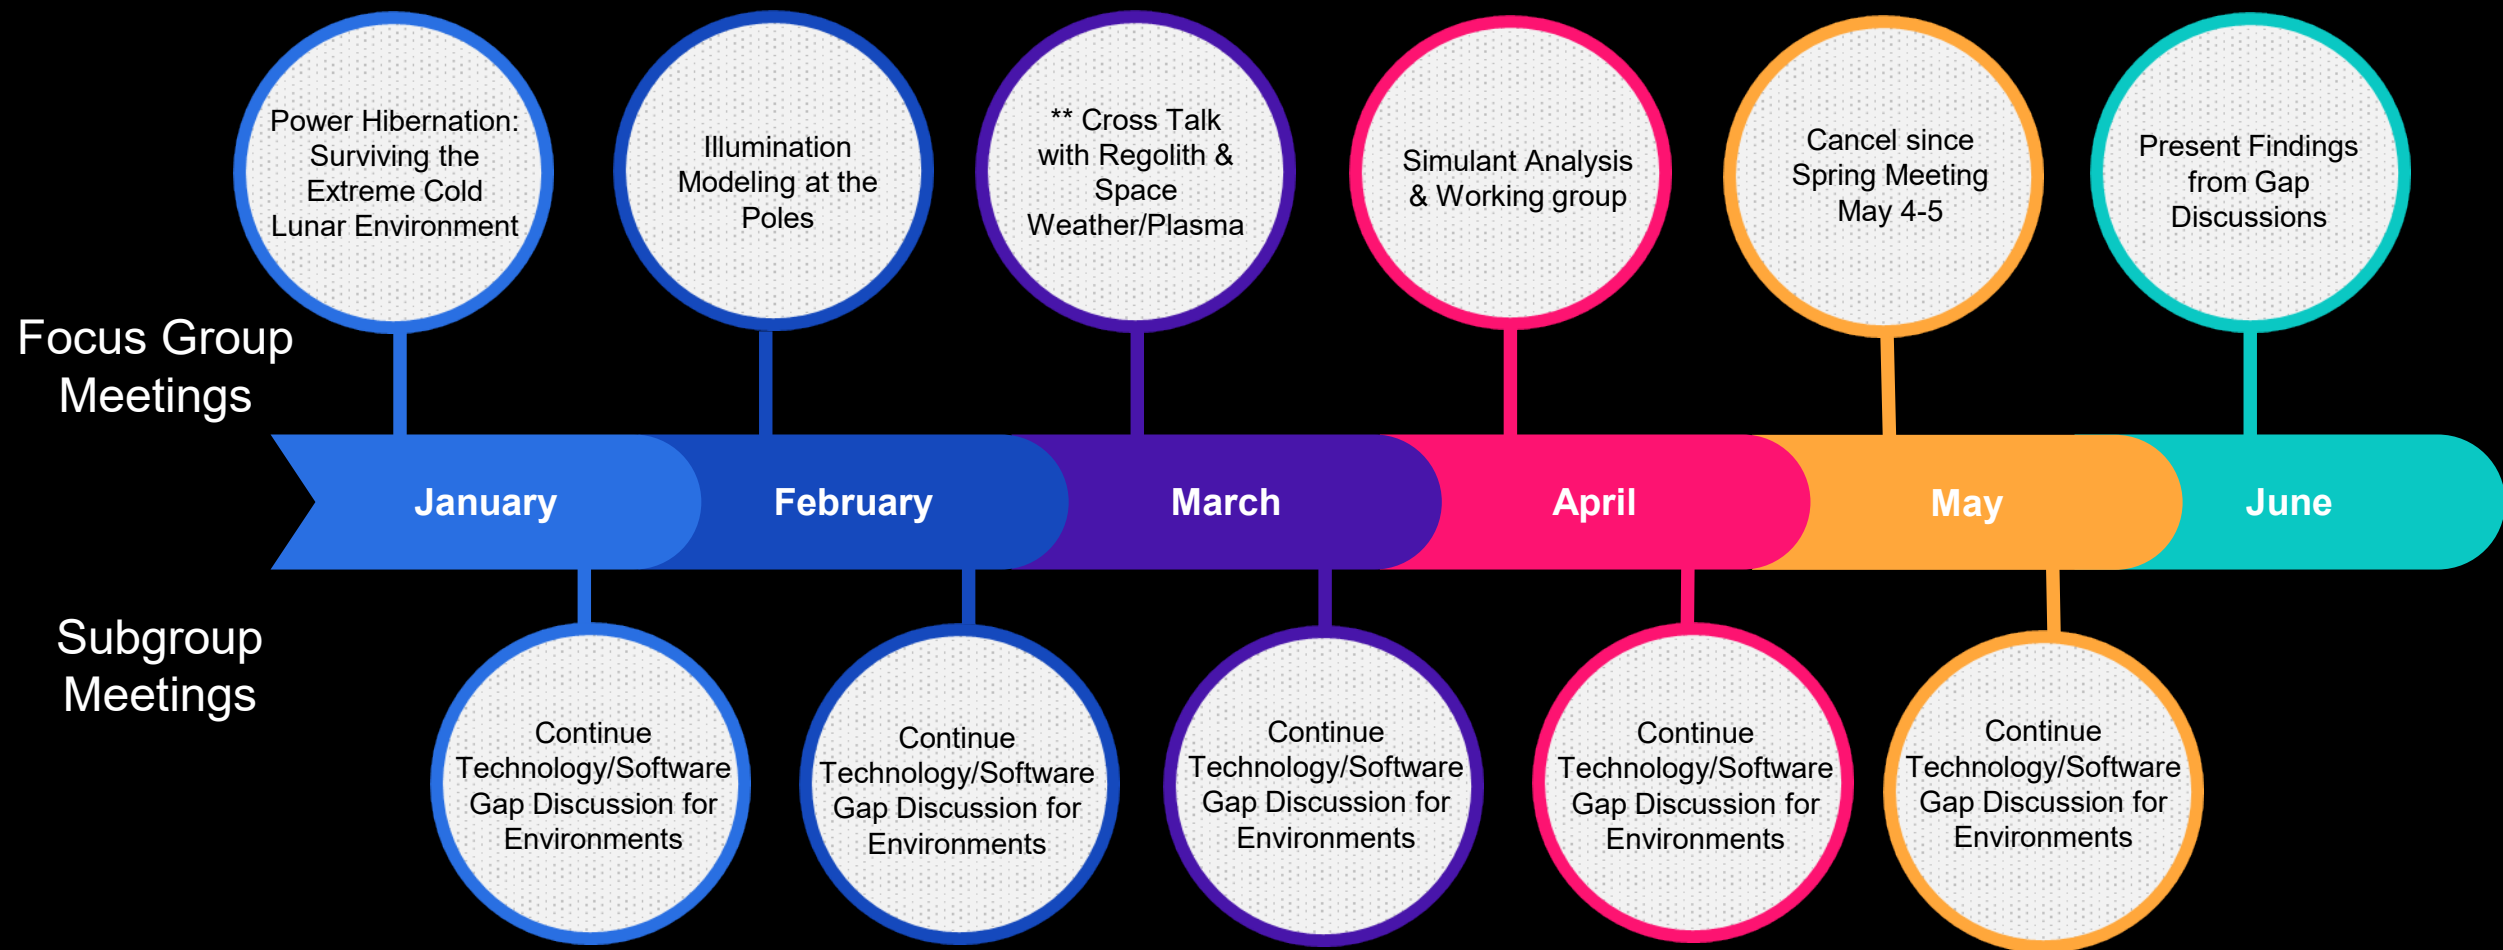 Power Hibernation:
Surviving the
Extreme Cold
Lunar Environment
Illumination
Modeling at the
Poles
** Cross Talk
with Regolith &
Space
Weather/Plasma
Simulant Analysis
& Working group
Cancel since
Spring Meeting
May 4-5
Present Findings
from Gap
Discussions
Focus Group
Meetings
January
February
March
April
May
June
Subgroup
Meetings
Continue
Technology/Software
Gap Discussion for
Environments
Continue
Technology/Software
Gap Discussion for
Environments
Continue
Technology/Software
Gap Discussion for
Environments
Continue
Technology/Software
Gap Discussion for
Environments
Continue
Technology/Software
Gap Discussion for
Environments